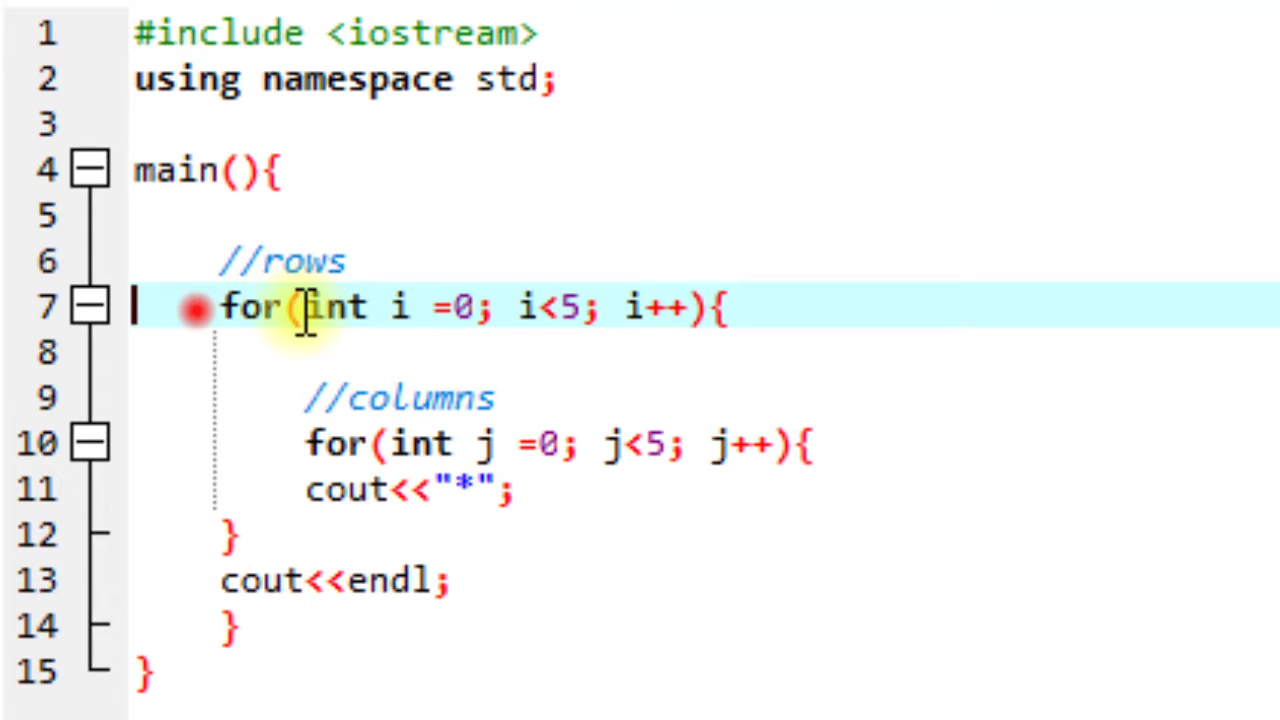 1 #include <iostream>
2 using namespace std;
3
4 main(){
5
6 //rows
7 for(int i =0; i<5; i++){
8
9 //columns
10 for(int j =0; j<5; j++){
11 cout<<"*";
12 }
13 cout<<endl;
14 }
15 }